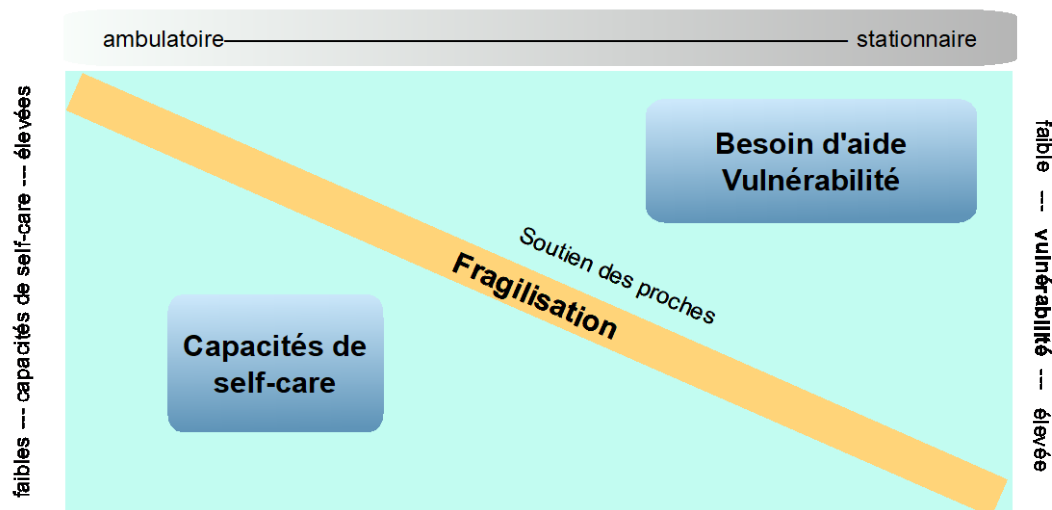 ambulatoire stationnaire
faibles --- capacités de self-care --- élevées
Besoin d'aide
Vulnérabilité
faible --- vulnérabilité --- élevée
Soutien des proches
Fragilisation
Capacités de
self-care